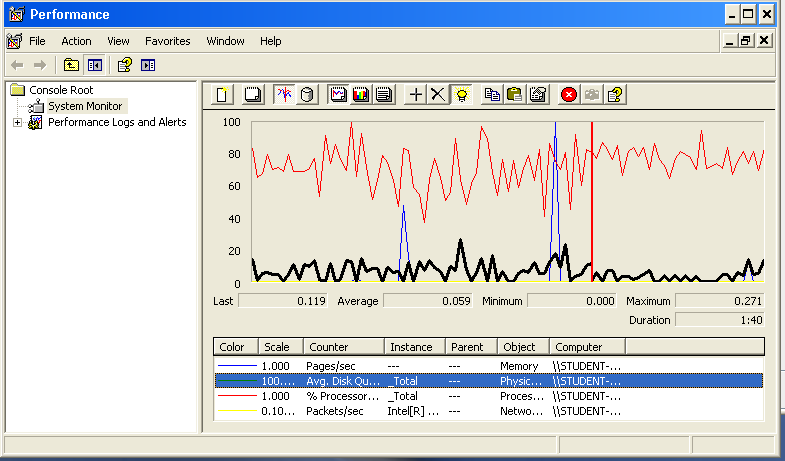 Performance
File Action View Favorites Window Help
Console Root
System Monitor
Performance Logs and Alerts
100
80
60
40
20
0
Last 0.119 Average 0.059 Minimum 0.000 Maximum 0.271
Duration 1:40
Color Scale Counter Instance Parent Object Computer
1.000 Pages/sec --- --- Memory \\STUDENT-...
100.... Avg. Disk Qu... _Total --- Physic... \\STUDENT-...
1.000 % Processor... _Total --- Proces... \\STUDENT-...
0.10... Packets/sec Intel[R] ... --- Netwo... \\STUDENT-...